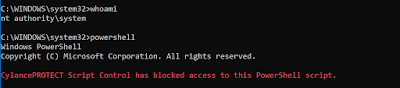 C:\WINDOWS\system32>whoami
nt authority\system
C:\WINDOWS\system32>powershell
Windows PowerShell
Copyright (C) Microsoft Corporation. All rights reserved.
CylancePROTECT Script Control has blocked access to this PowerShell script.